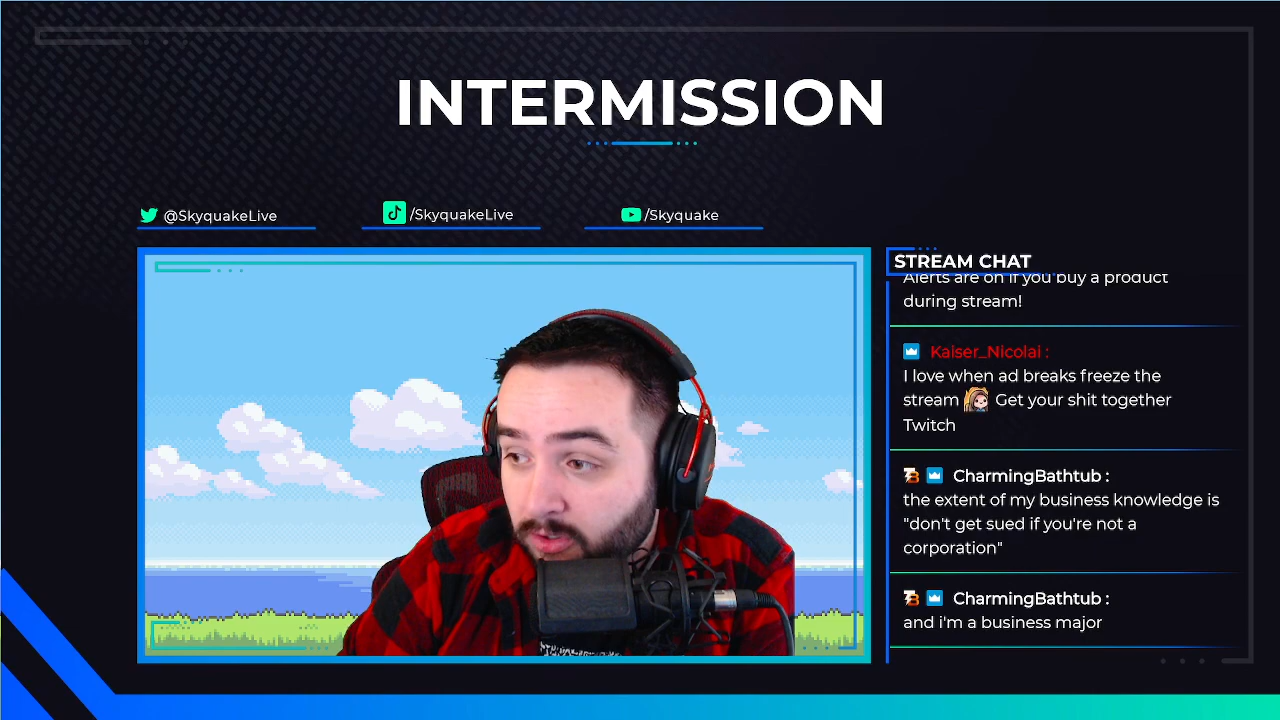 INTERMISSION
@SkyquakeLive
/SkyquakeLive
/Skyquake
STREAM CHAT
Alerts are on if you buy a product
during stream!
Kaiser_Nicolai :
I love when ad breaks freeze the
stream Get your shit together
Twitch
CharmingBathtub :
the extent of my business knowledge is
"don't get sued if you're not a
corporation"
CharmingBathtub :
and i'm a business major